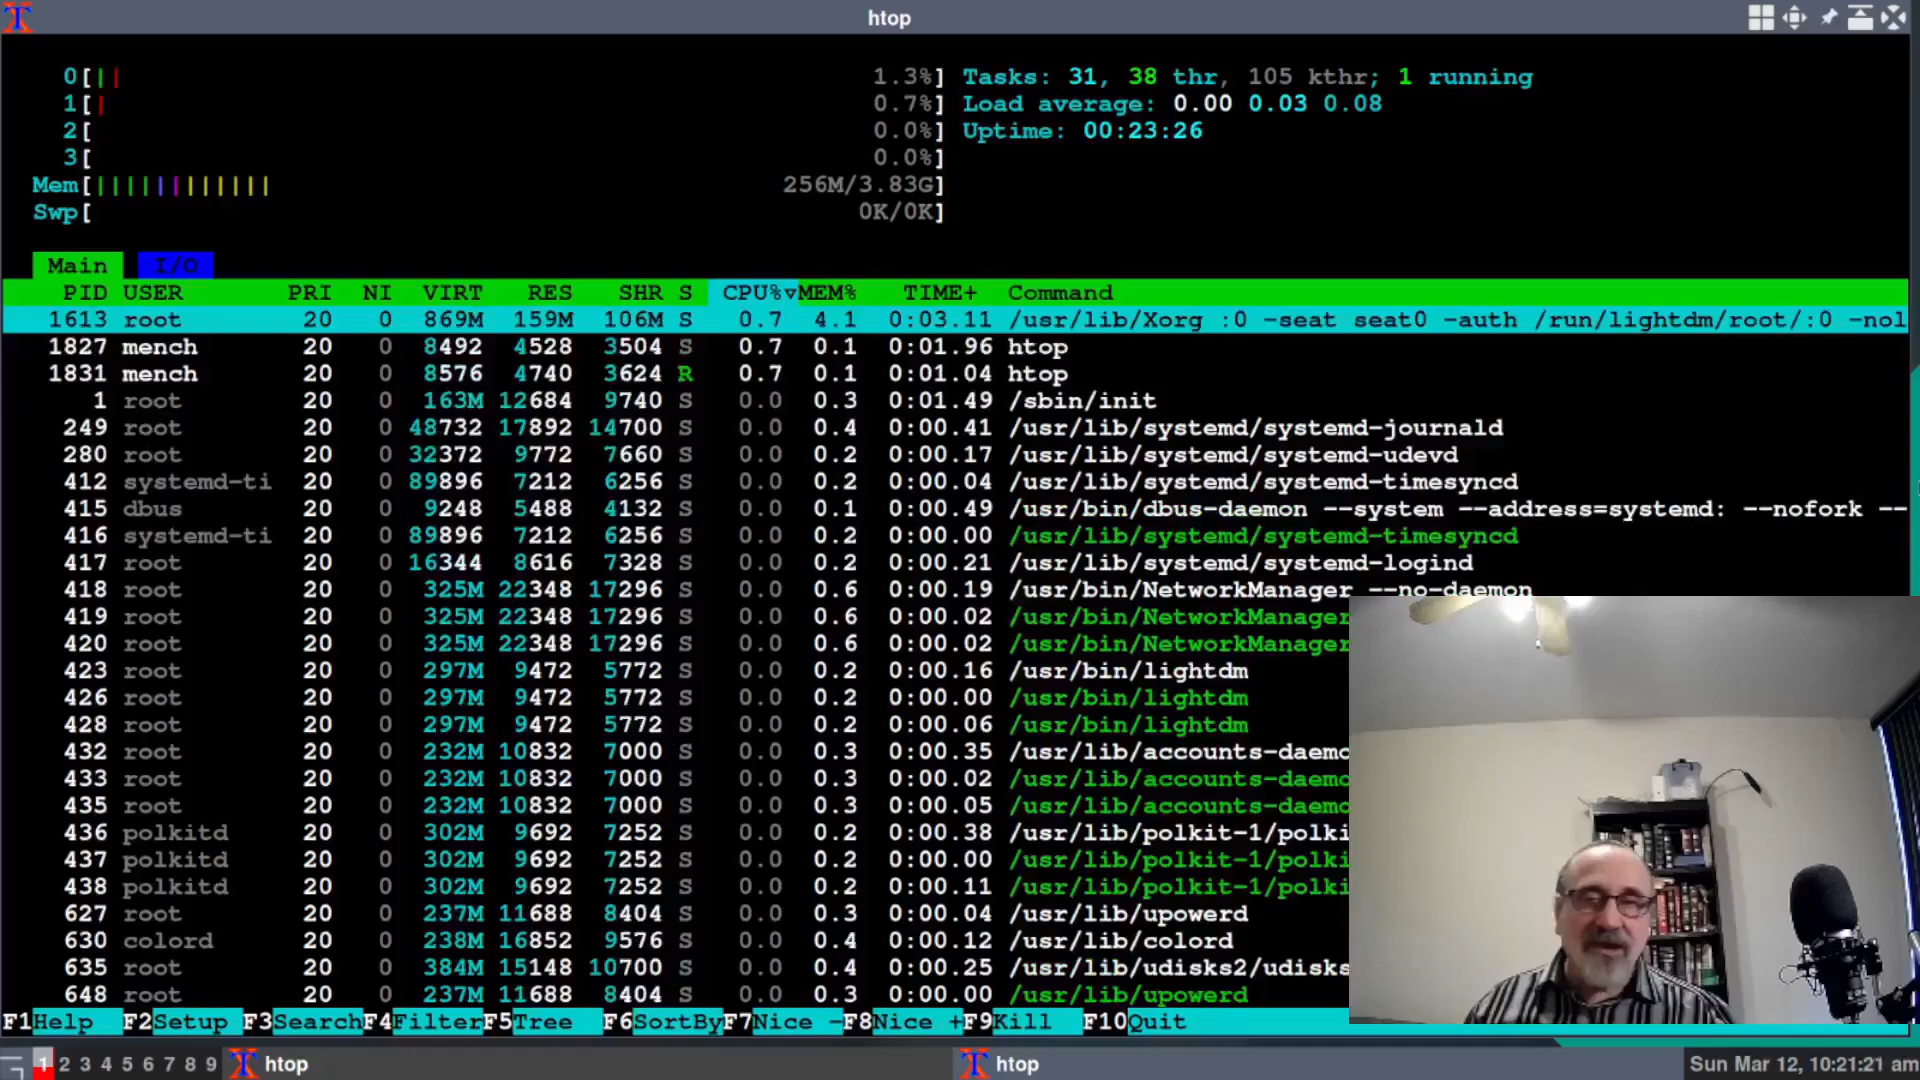 htop
0[|| 1.3%] Tasks: 31, 38 thr, 105 kthr; 1 running
1[| 0.7%] Load average: 0.00 0.03 0.08
2[ 0.0%] Uptime: 00:23:26
3[ 0.0%]
Mem[|||||||||||| 256M/3.83G]
Swp[ 0K/0K]
Main I/O
PID USER PRI NI VIRT RES SHR S CPU%▽MEM% TIME+ Command
1613 root 20 0 869M 159M 106M S 0.7 4.1 0:03.11 /usr/lib/Xorg :0 -seat seat0 -auth /run/lightdm/root/:0 -nol
1827 mench 20 0 8492 4528 3504 S 0.7 0.1 0:01.96 htop
1831 mench 20 0 8576 4740 3624 R 0.7 0.1 0:01.04 htop
1 root 20 0 163M 12684 9740 S 0.0 0.3 0:01.49 /sbin/init
249 root 20 0 48732 17892 14700 S 0.0 0.4 0:00.41 /usr/lib/systemd/systemd-journald
280 root 20 0 32372 9772 7660 S 0.0 0.2 0:00.17 /usr/lib/systemd/systemd-udevd
412 systemd-ti 20 0 89896 7212 6256 S 0.0 0.2 0:00.04 /usr/lib/systemd/systemd-timesyncd
415 dbus 20 0 9248 5488 4132 S 0.0 0.1 0:00.49 /usr/bin/dbus-daemon --system --address=systemd: --nofork --
416 systemd-ti 20 0 89896 7212 6256 S 0.0 0.2 0:00.00 /usr/lib/systemd/systemd-timesyncd
417 root 20 0 16344 8616 7328 S 0.0 0.2 0:00.21 /usr/lib/systemd/systemd-logind
418 root 20 0 325M 22348 17296 S 0.0 0.6 0:00.19 /usr/bin/NetworkManager --no-daemon
419 root 20 0 325M 22348 17296 S 0.0 0.6 0:00.02 /usr/bin/NetworkManager
420 root 20 0 325M 22348 17296 S 0.0 0.6 0:00.02 /usr/bin/NetworkManager
423 root 20 0 297M 9472 5772 S 0.0 0.2 0:00.16 /usr/bin/lightdm
426 root 20 0 297M 9472 5772 S 0.0 0.2 0:00.00 /usr/bin/lightdm
428 root 20 0 297M 9472 5772 S 0.0 0.2 0:00.06 /usr/bin/lightdm
432 root 20 0 232M 10832 7000 S 0.0 0.3 0:00.35 /usr/lib/accounts-daemo
433 root 20 0 232M 10832 7000 S 0.0 0.3 0:00.02 /usr/lib/accounts-daemo
435 root 20 0 232M 10832 7000 S 0.0 0.3 0:00.05 /usr/lib/accounts-daemo
436 polkitd 20 0 302M 9692 7252 S 0.0 0.2 0:00.38 /usr/lib/polkit-1/polki
437 polkitd 20 0 302M 9692 7252 S 0.0 0.2 0:00.00 /usr/lib/polkit-1/polki
438 polkitd 20 0 302M 9692 7252 S 0.0 0.2 0:00.11 /usr/lib/polkit-1/polki
627 root 20 0 237M 11688 8404 S 0.0 0.3 0:00.04 /usr/lib/upowerd
630 colord 20 0 238M 16852 9576 S 0.0 0.4 0:00.12 /usr/lib/colord
635 root 20 0 384M 15148 10700 S 0.0 0.4 0:00.25 /usr/lib/udisks2/udisks
648 root 20 0 237M 11688 8404 S 0.0 0.3 0:00.00 /usr/lib/upowerd
F1Help F2Setup F3SearchF4FilterF5Tree F6SortByF7Nice -F8Nice +F9Kill F10Quit
1 2 3 4 5 6 7 8 9 htop htop Sun Mar 12, 10:21:21 am